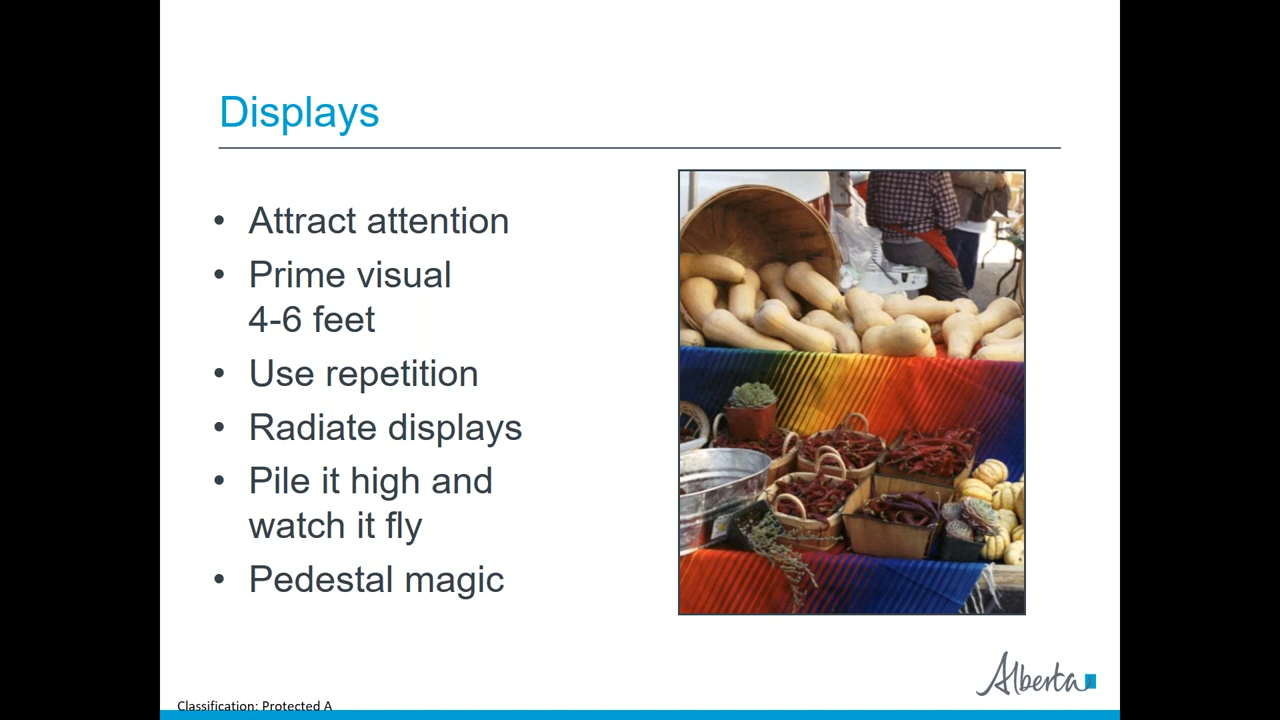 Displays
• Attract attention
• Prime visual
4-6 feet
• Use repetition
• Radiate displays
• Pile it high and
watch it fly
• Pedestal magic
Alberta
Classification: Protected A